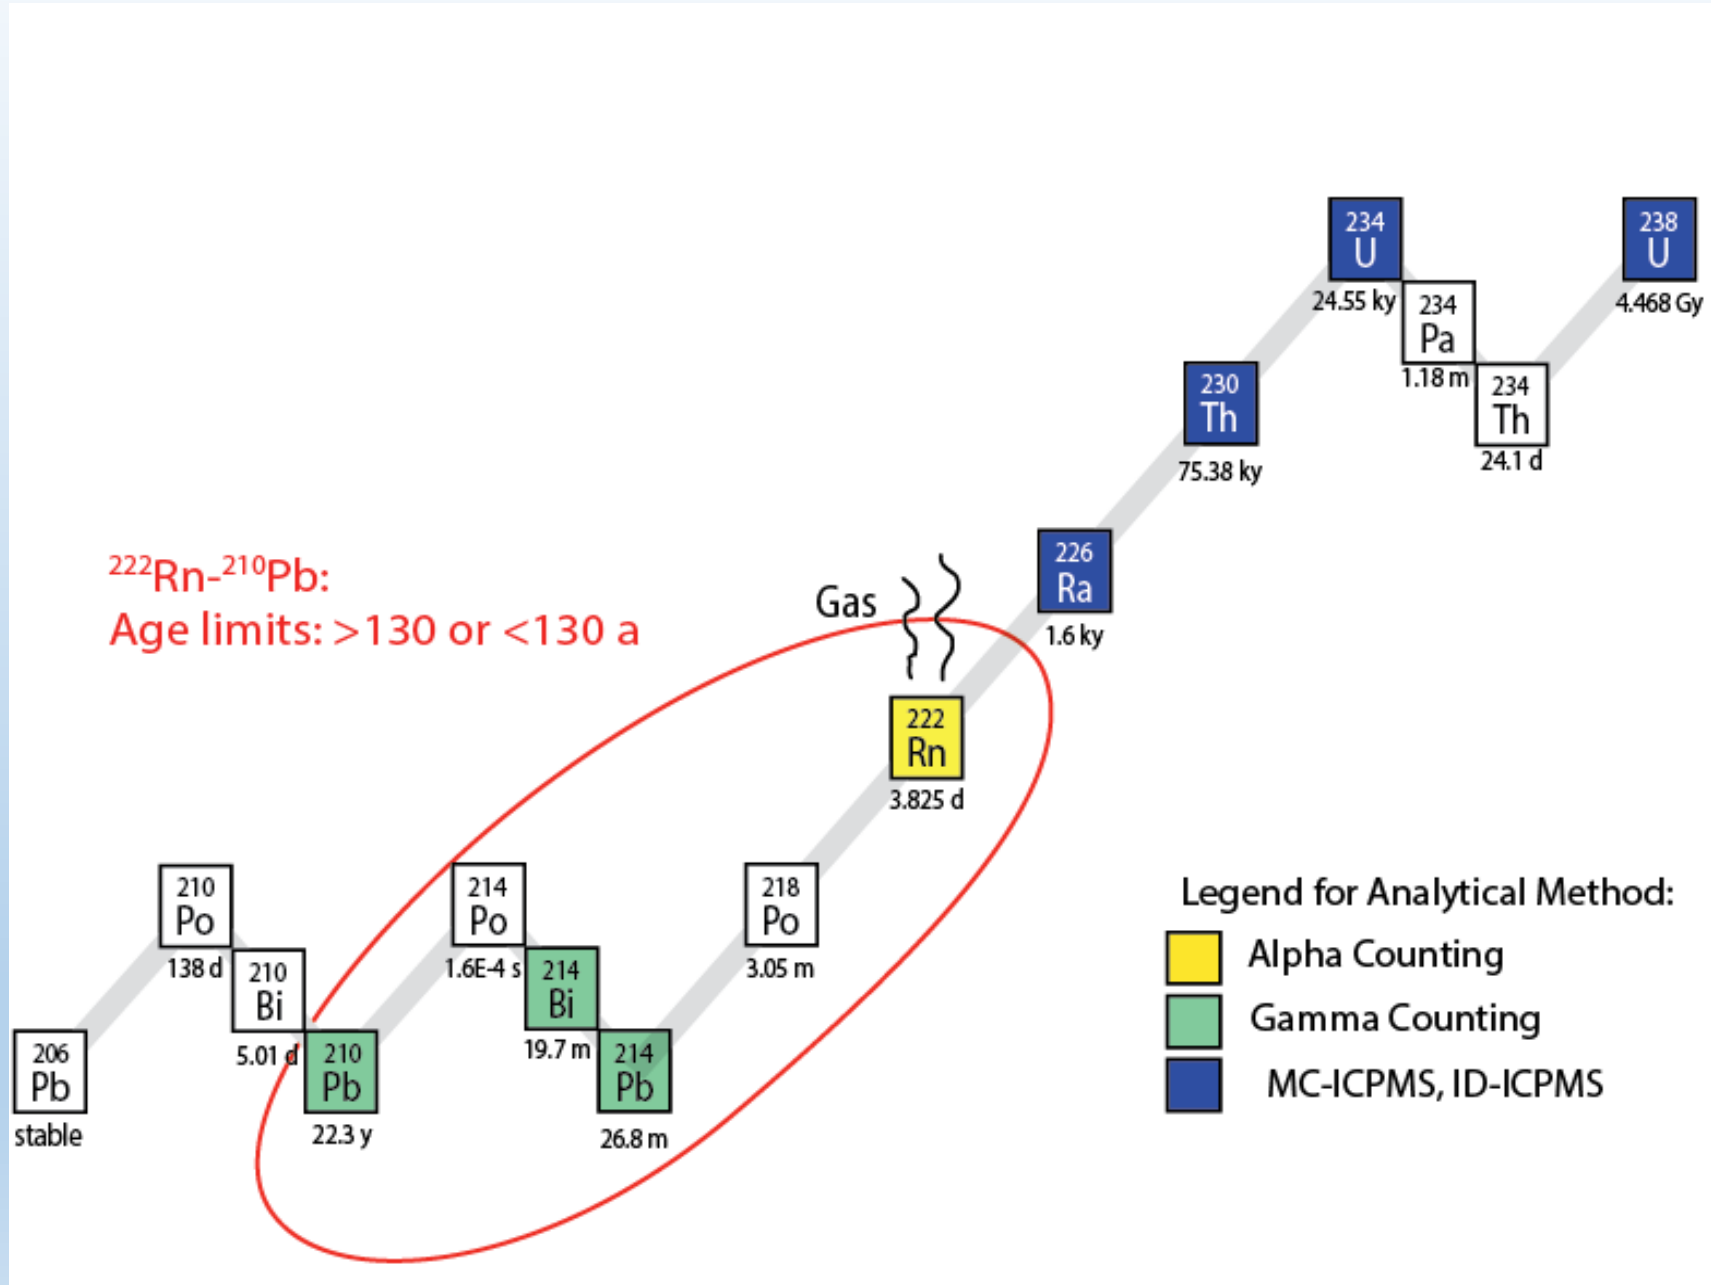 234
U
24.55 ky
234
Pa
1.18 m
234
Th
24.1 d
238
U
4.468 Gy
230
Th
75.38 ky
226
Ra
1.6 ky
²²²Rn-²¹⁰Pb:
Age limits: >130 or <130 a
Gas
222
Rn
3.825 d
218
Po
3.05 m
214
Po
1.6E-4 s
214
Bi
19.7 m
214
Pb
26.8 m
210
Po
138 d
210
Bi
5.01 d
210
Pb
22.3 y
206
Pb
stable
Legend for Analytical Method:
Alpha Counting
Gamma Counting
MC-ICPMS, ID-ICPMS